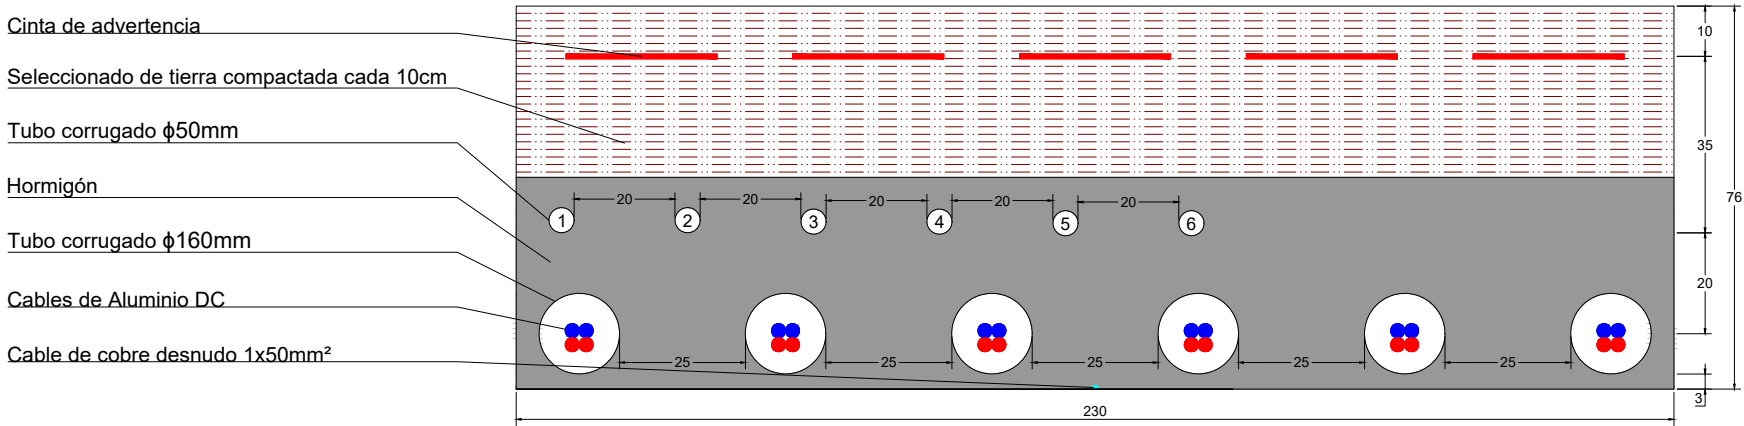 Cinta de advertencia
Seleccionado de tierra compactada cada 10cm
Tubo corrugado ϕ50mm
Hormigón
Tubo corrugado ϕ160mm
Cables de Aluminio DC
Cable de cobre desnudo 1x50mm²
10
35
76
20
3
20 20 20 20 20
1 2 3 4 5 6
25 25 25 25 25
230